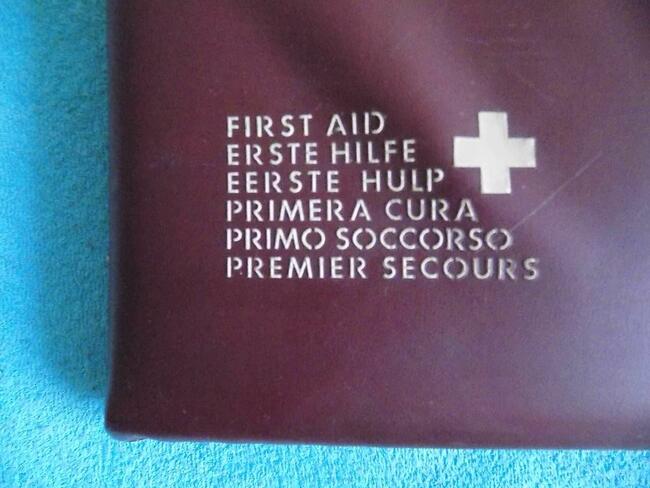 FIRST AID
ERSTE HILFE
EERSTE HULP
PRIMERA CURA
PRIMO SOCCORSO
PREMIER SECOURS